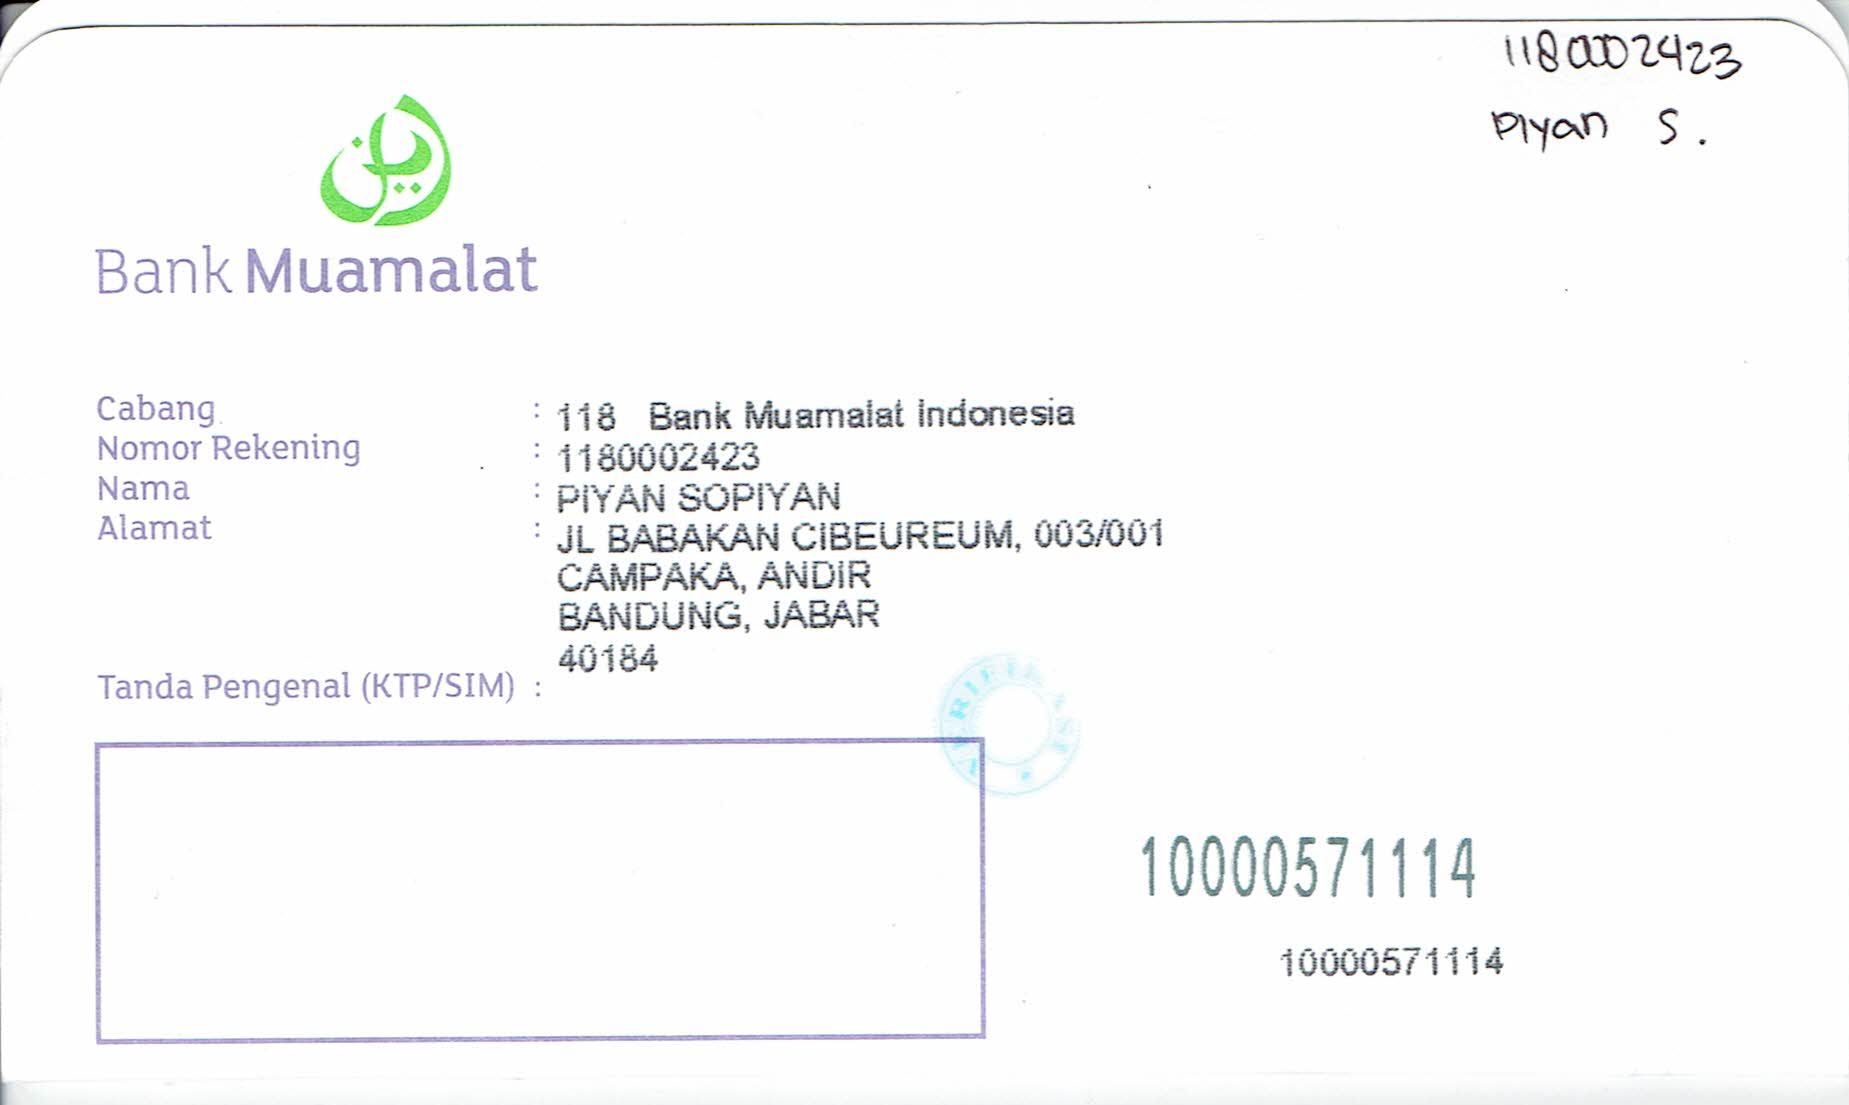 1180002423
Piyan S.
Bank Muamalat
Cabang : 118 Bank Muamalat Indonesia
Nomor Rekening : 1180002423
Nama : PIYAN SOPIYAN
Alamat : JL BABAKAN CIBEUREUM, 003/001
CAMPAKA, ANDIR
BANDUNG, JABAR
40184
Tanda Pengenal (KTP/SIM) :
VERIFIKASI
10000571114
10000571114